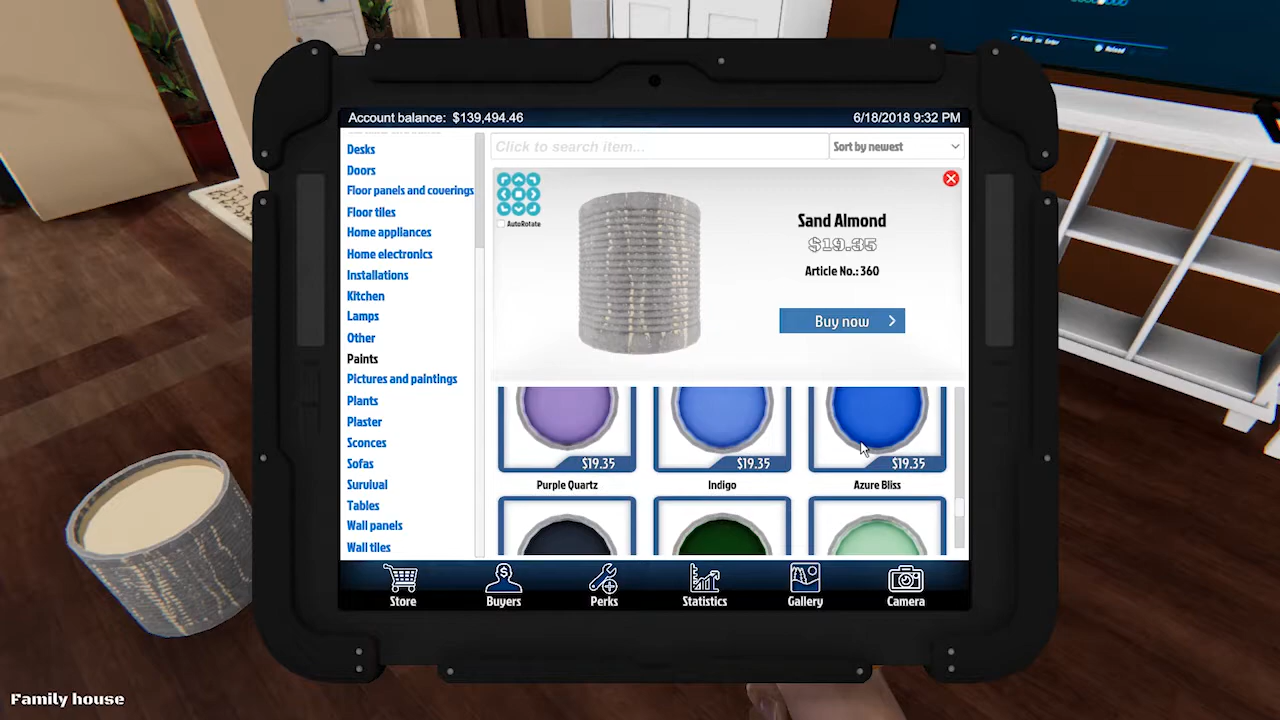 Account balance: $139,494.46
6/18/2018 9:32 PM
Desks
Doors
Floor panels and coverings
Floor tiles
Home appliances
Home electronics
Installations
Kitchen
Lamps
Other
Paints
Pictures and paintings
Plants
Plaster
Sconces
Sofas
Survival
Tables
Wall panels
Wall tiles
Click to search item...
Sort by newest
AutoRotate
Sand Almond
$19.35
Article No.: 360
Buy now
$19.35
$19.35
$19.35
Purple Quartz
Indigo
Azure Bliss
Store
Buyers
Perks
Statistics
Gallery
Camera
Family house